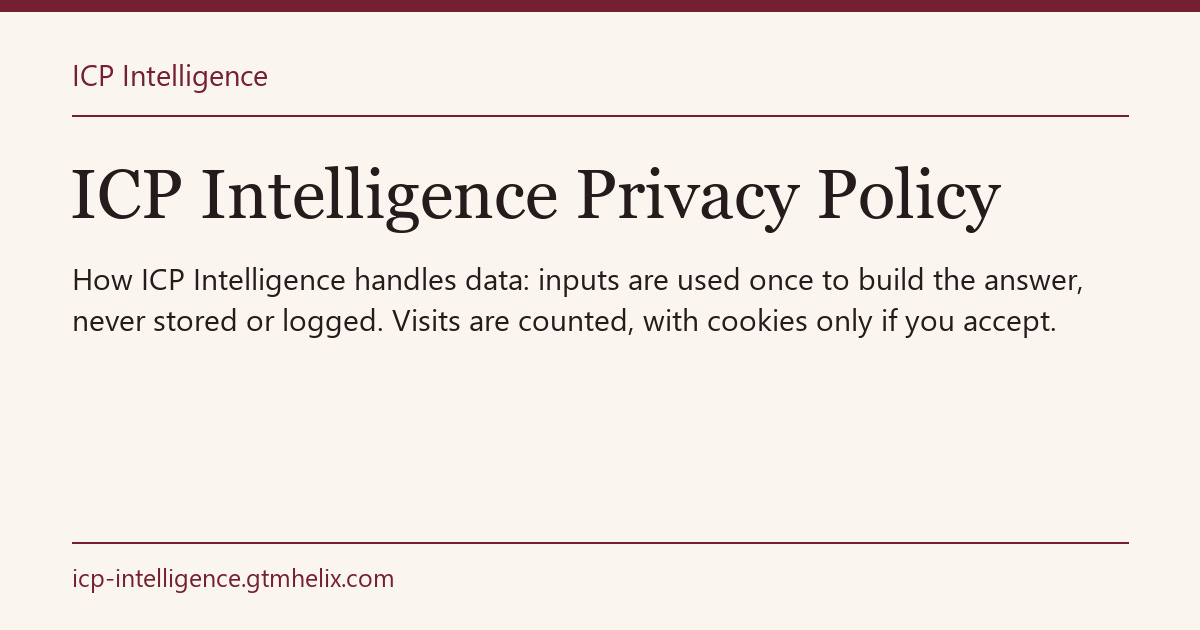 ICP Intelligence
ICP Intelligence Privacy Policy
How ICP Intelligence handles data: inputs are used once to build the answer,
never stored or logged. Visits are counted, with cookies only if you accept.
icp-intelligence.gtmhelix.com